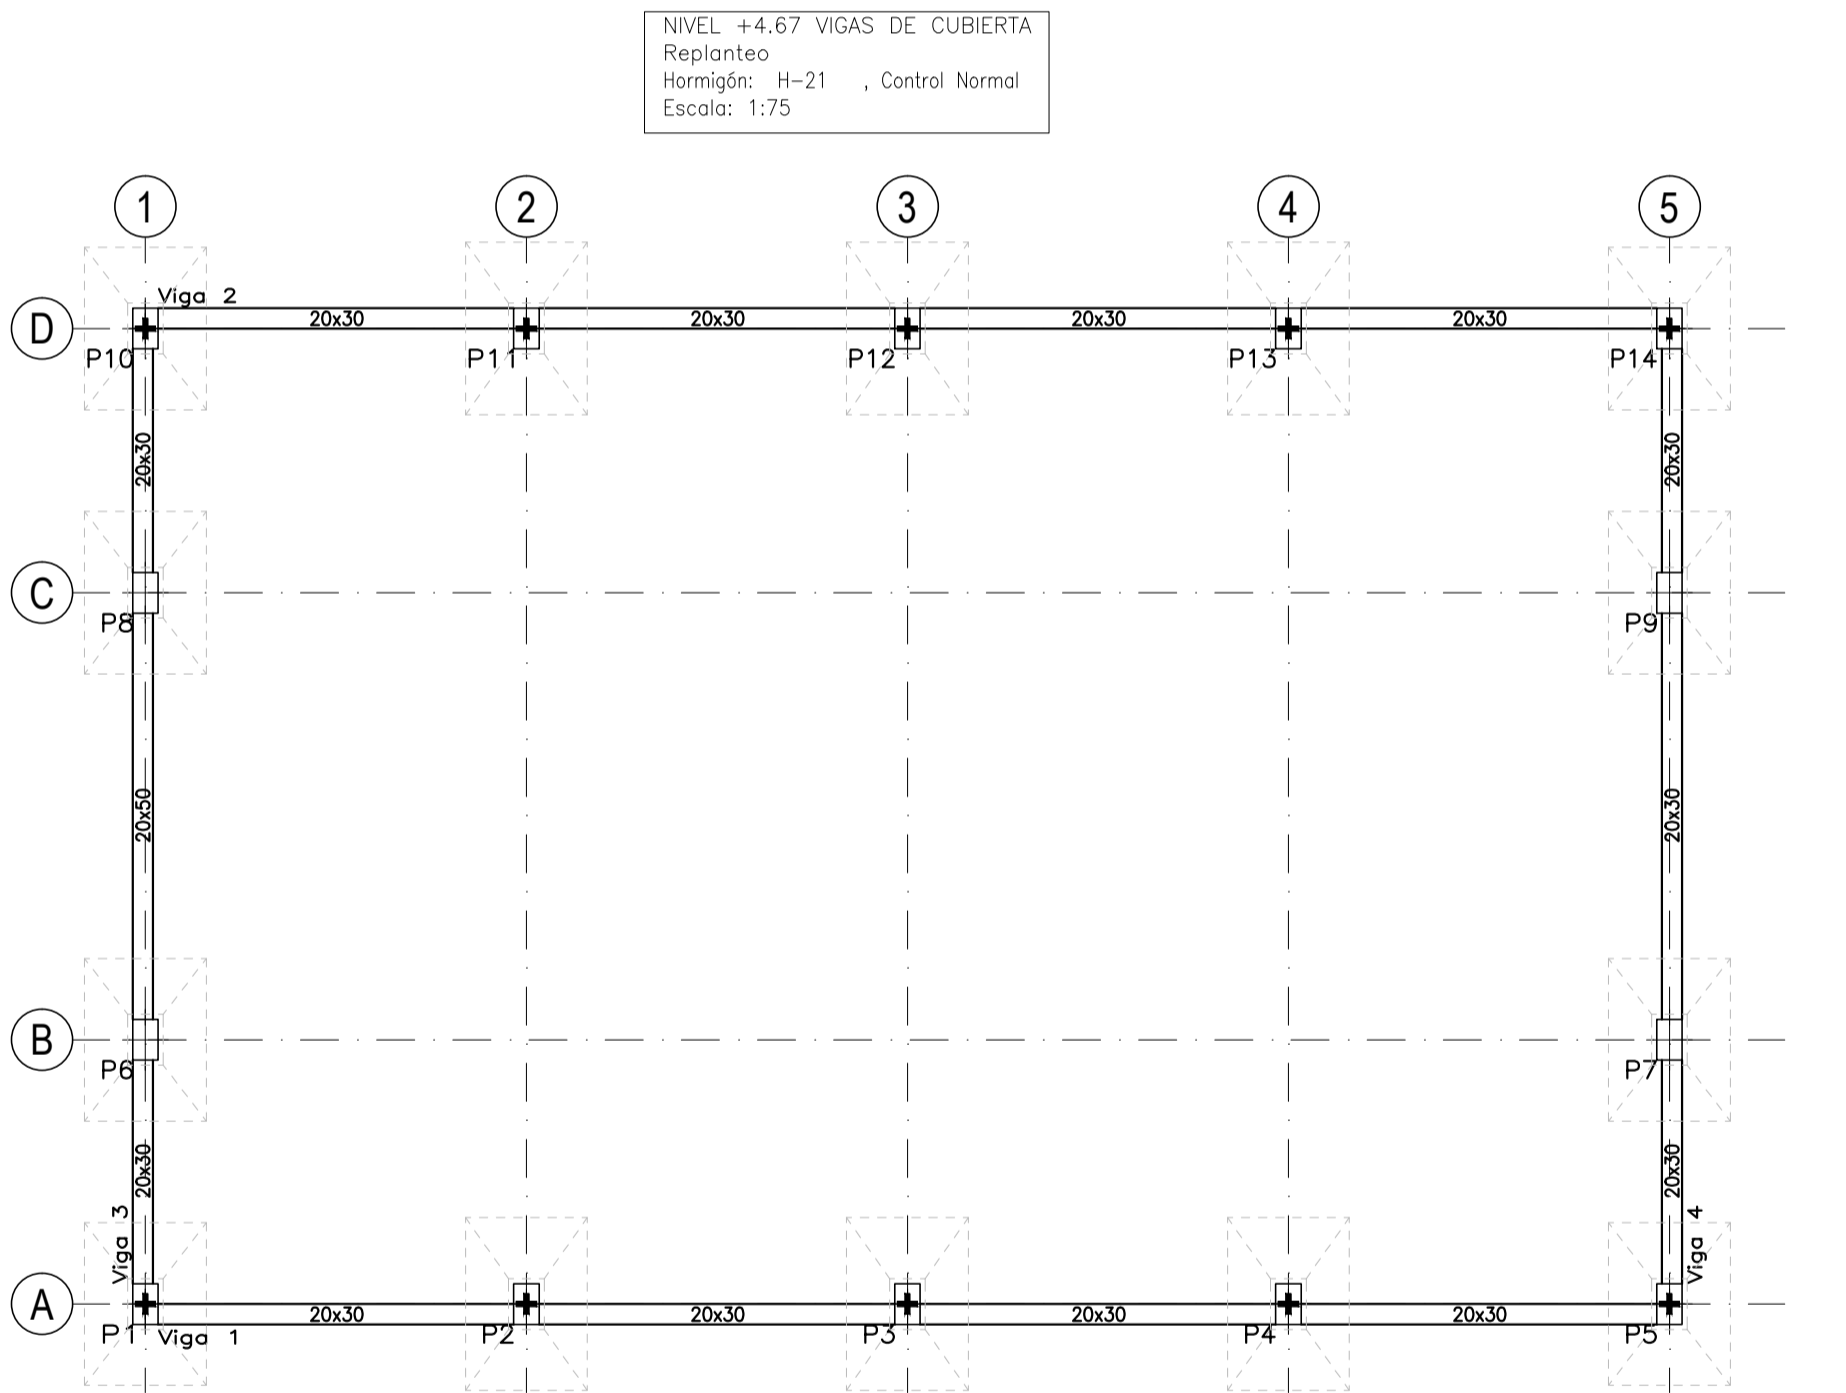 NIVEL +4.67 VIGAS DE CUBIERTA
Replanteo
Hormigón: H-21 , Control Normal
Escala: 1:75
1 2 3 4 5
Viga 2
D 20x30 20x30 20x30 20x30
P10 P11 P12 P13 P14
20x30 20x30
C
P8 P9
20x50 20x30
B
P6 P7
20x30 20x30
Viga 3 Viga 4
A
20x30 20x30 20x30 20x30
P1 Viga 1 P2 P3 P4 P5